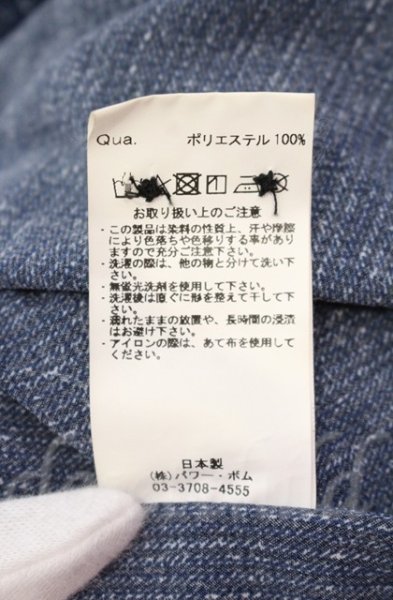 Qua. ポリエステル 100%
お取り扱い上のご注意
・この製品は染料の性質上、汗や摩擦
により色落ちや色移りする事があり
ますので充分ご注意下さい。
・洗濯の際は、他の物と分けて洗い下
さい。
・無蛍光洗剤を使用して下さい。
・洗濯後は直ぐに形を整えて干して下
さい。
・濡れたままの放置や、長時間の浸漬
はお避け下さい。
・アイロンの際は、あて布を使用して
ください。
日本製
(株)パワー・ボム
03-3708-4555